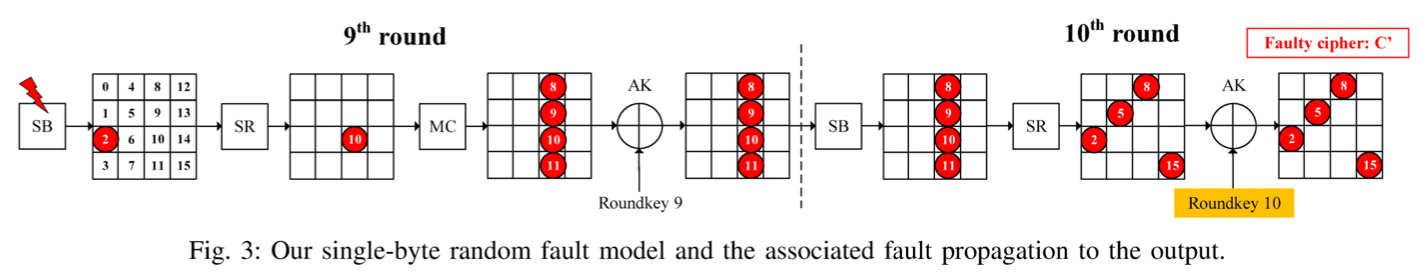 9th round
10th round
Faulty cipher: C’
SB
0 4 8 12
1 5 9 13
2 6 10 14
3 7 11 15
SR
10
MC
8
9
10
11
AK
Roundkey 9
8
9
10
11
SB
8
9
10
11
SR
8
5
2
15
AK
Roundkey 10
8
5
2
15
Fig. 3: Our single-byte random fault model and the associated fault propagation to the output.